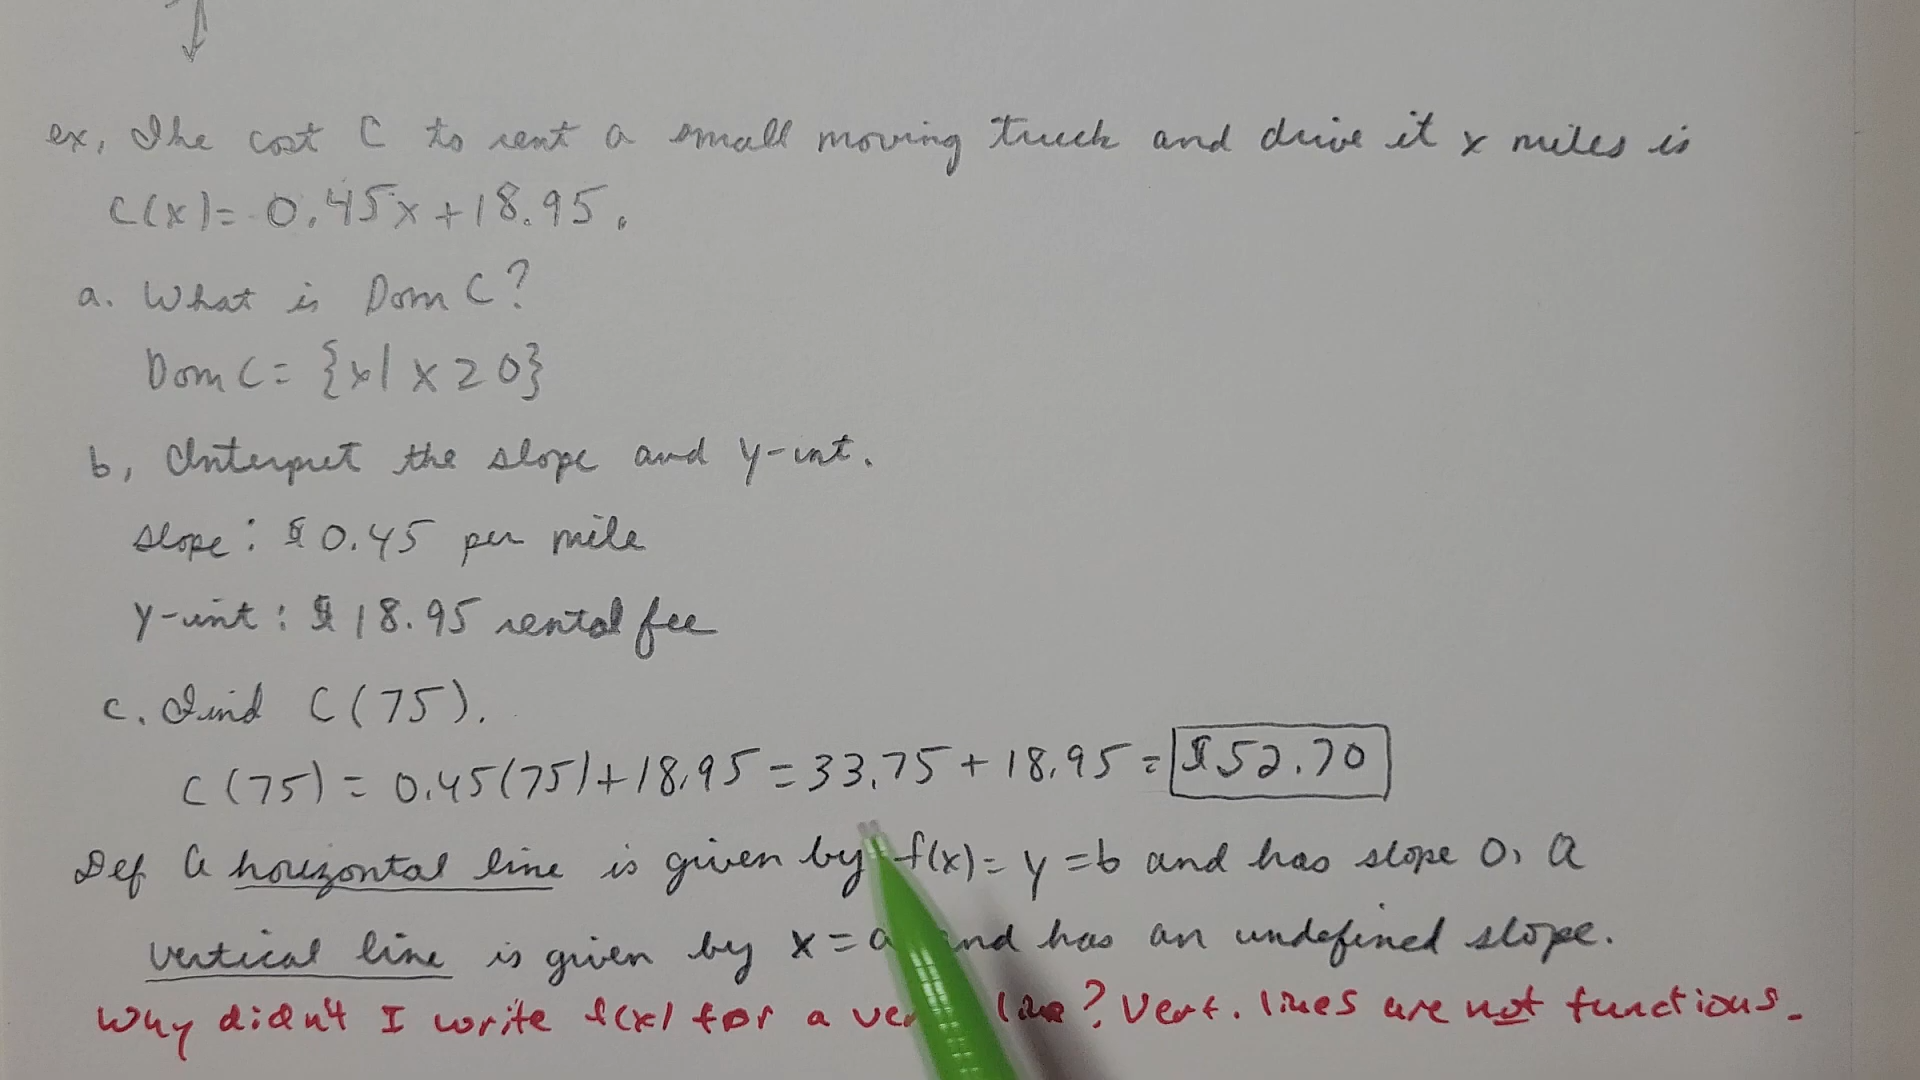 ex, The cost C to rent a small moving truck and drive it x miles is
C(x)= 0.45x+18.95.
a. What is Dom C?
Dom C= {x| x≥0}
b, Interpret the slope and y-int.
slope: $0.45 per mile
y-int: $18.95 rental fee
c. Find C(75).
C(75)= 0.45(75)+18.95=33.75+18.95=$52.70
Def A horizontal line is given by f(x)= y=b and has slope 0. A
vertical line is given by x=a and has an undefined slope.
Why didn't I write f(x) for a line? Vert. lines are not functions.